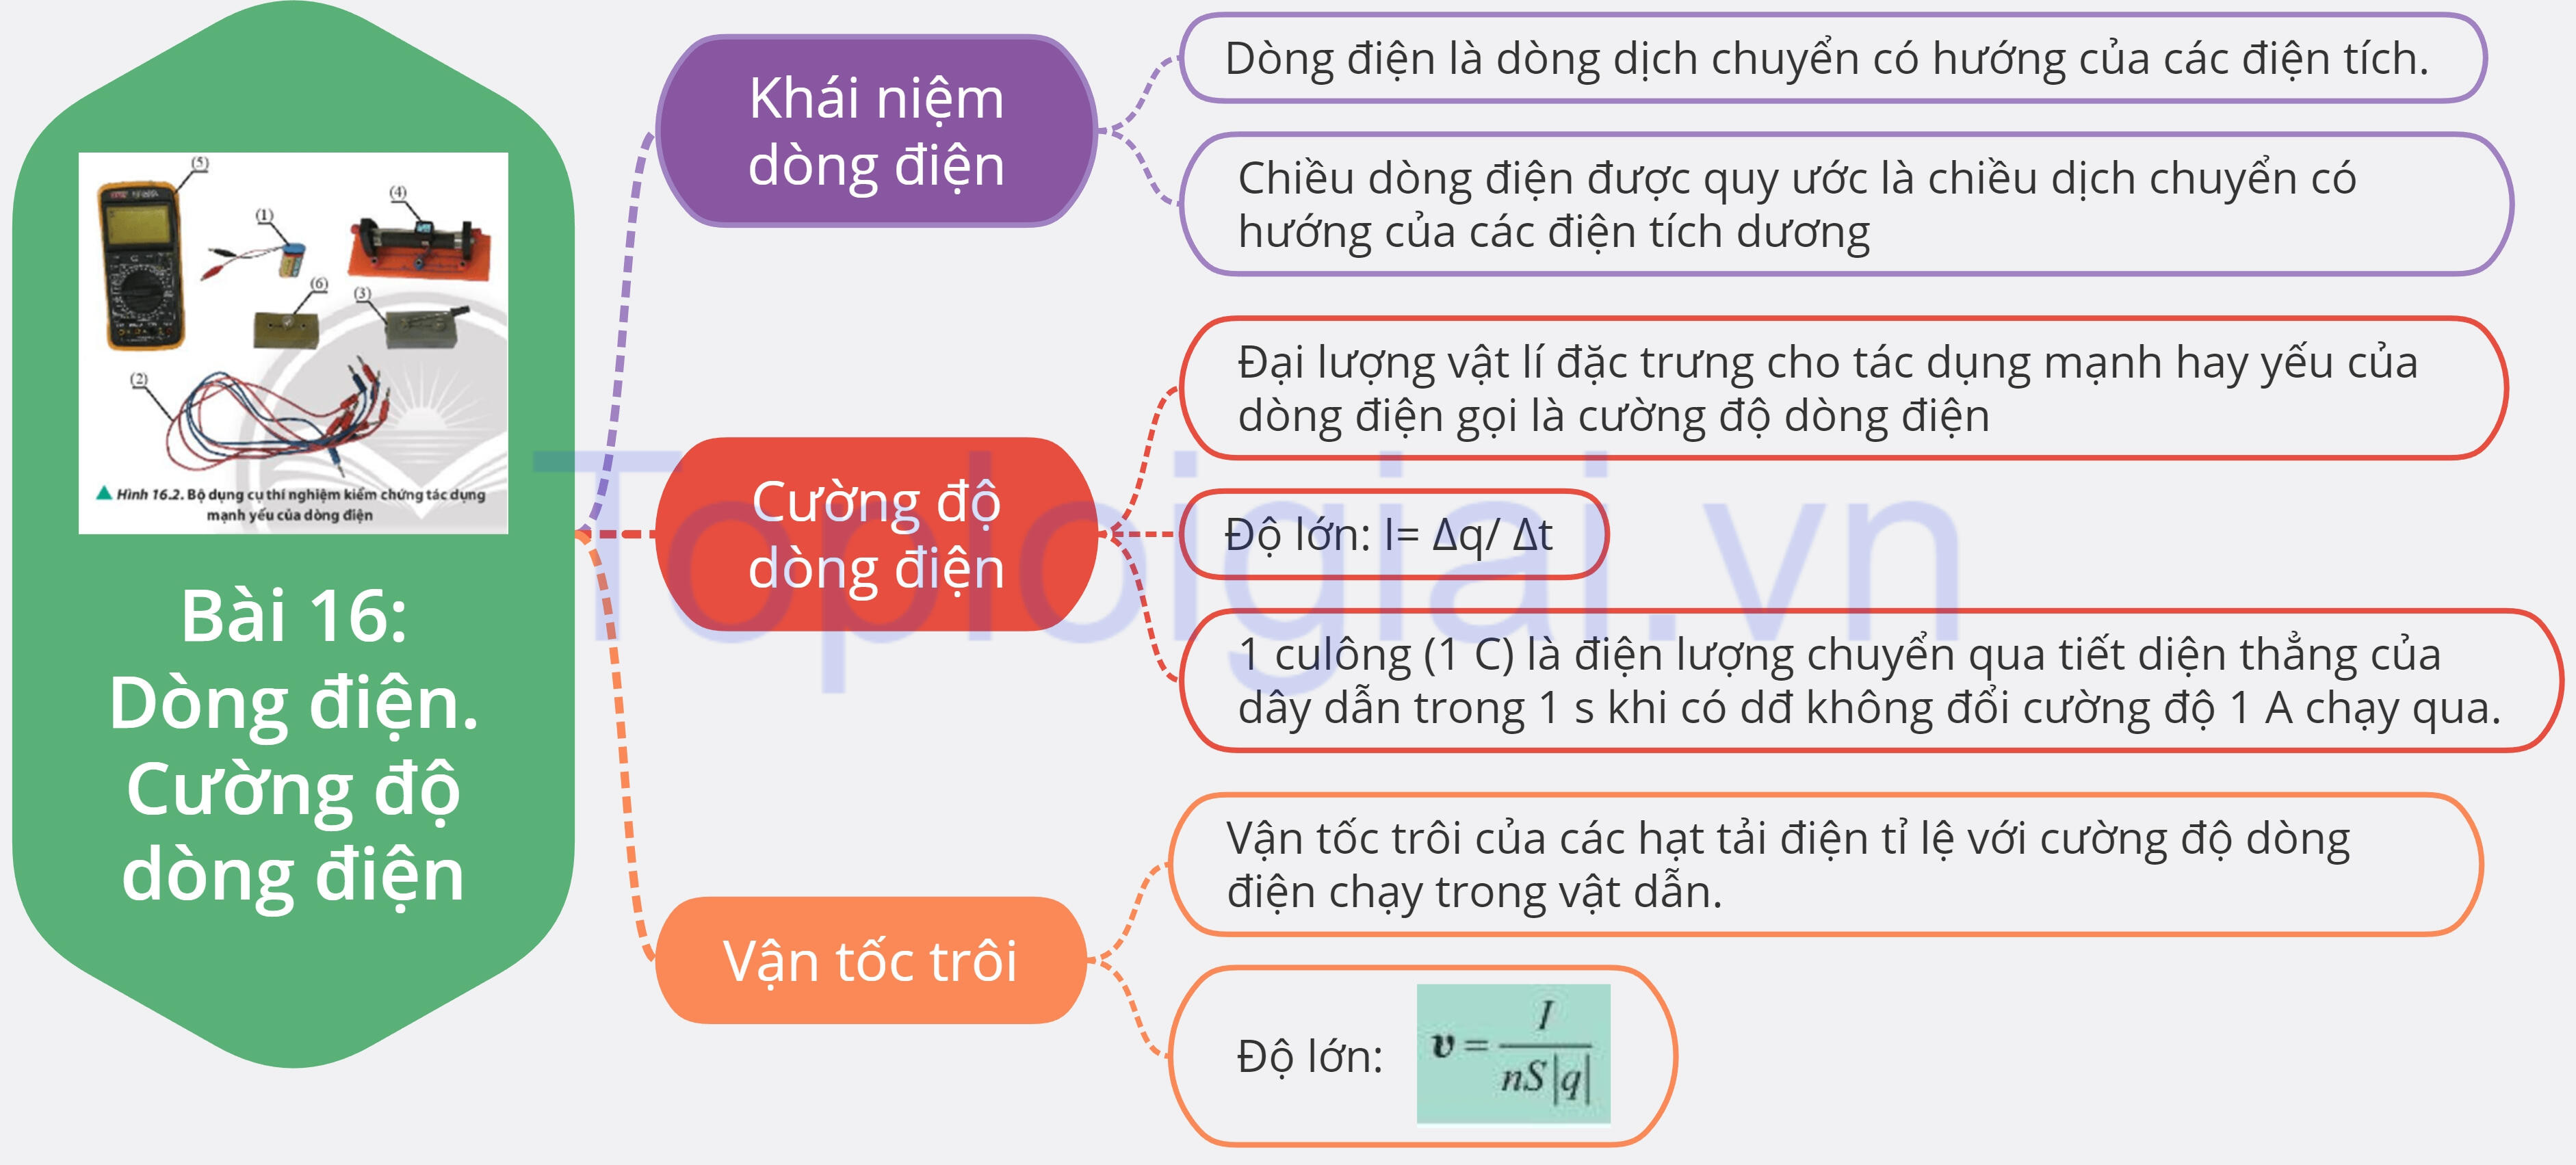 (5)
(4)
(1)
(6)
(3)
(2)
Hình 16.2. Bộ dụng cụ thí nghiệm kiểm chứng tác dụng
mạnh yếu của dòng điện
Bài 16:
Dòng điện.
Cường độ
dòng điện
Khái niệm
dòng điện
Dòng điện là dòng dịch chuyển có hướng của các điện tích.
Chiều dòng điện được quy ước là chiều dịch chuyển có
hướng của các điện tích dương
Cường độ
dòng điện
Đại lượng vật lí đặc trưng cho tác dụng mạnh hay yếu của
dòng điện gọi là cường độ dòng điện
Độ lớn: I= Δq/ Δt
1 culông (1 C) là điện lượng chuyển qua tiết diện thẳng của
dây dẫn trong 1 s khi có dđ không đổi cường độ 1 A chạy qua.
Vận tốc trôi
Vận tốc trôi của các hạt tải điện tỉ lệ với cường độ dòng
điện chạy trong vật dẫn.
Độ lớn: v = I / nS|q|
Toploigiai.vn